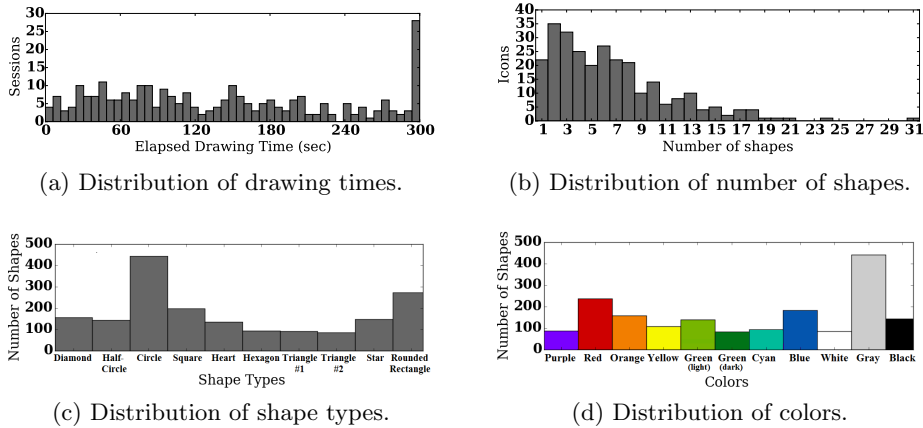 30
25
20
15
10
5
0
Sessions
0 60 120 180 240 300
Elapsed Drawing Time (sec)
(a) Distribution of drawing times.
40
35
30
25
20
15
10
5
0
Icons
1 3 5 7 9 11 13 15 17 19 21 23 25 27 29 31
Number of shapes
(b) Distribution of number of shapes.
500
400
300
200
100
0
Number of Shapes
Diamond Half-Circle Circle Square Heart Hexagon Triangle #1 Triangle #2 Star Rounded Rectangle
Shape Types
(c) Distribution of shape types.
500
400
300
200
100
0
Number of Shapes
Purple Red Orange Yellow Green (light) Green (dark) Cyan Blue White Gray Black
Colors
(d) Distribution of colors.